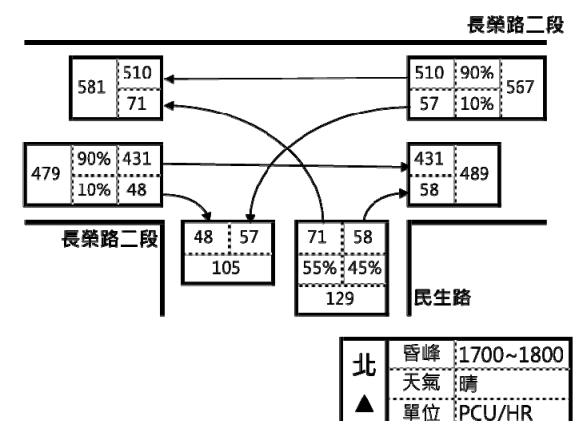 長榮路二段
581 510 71
510 90% 567
57 10%
479 90% 431
10% 48
431 489
58
長榮路二段
48 57
105
71 58
55% 45%
129
民生路
北 ▲
昏峰 1700~1800
天氣 晴
單位 PCU/HR